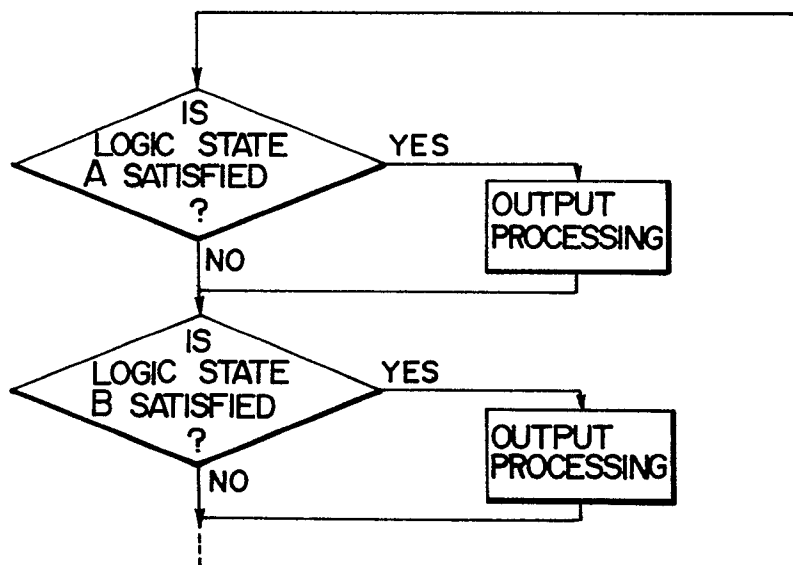 IS
LOGIC STATE
A SATISFIED
?
YES
OUTPUT
PROCESSING
NO
IS
LOGIC STATE
B SATISFIED
?
YES
OUTPUT
PROCESSING
NO